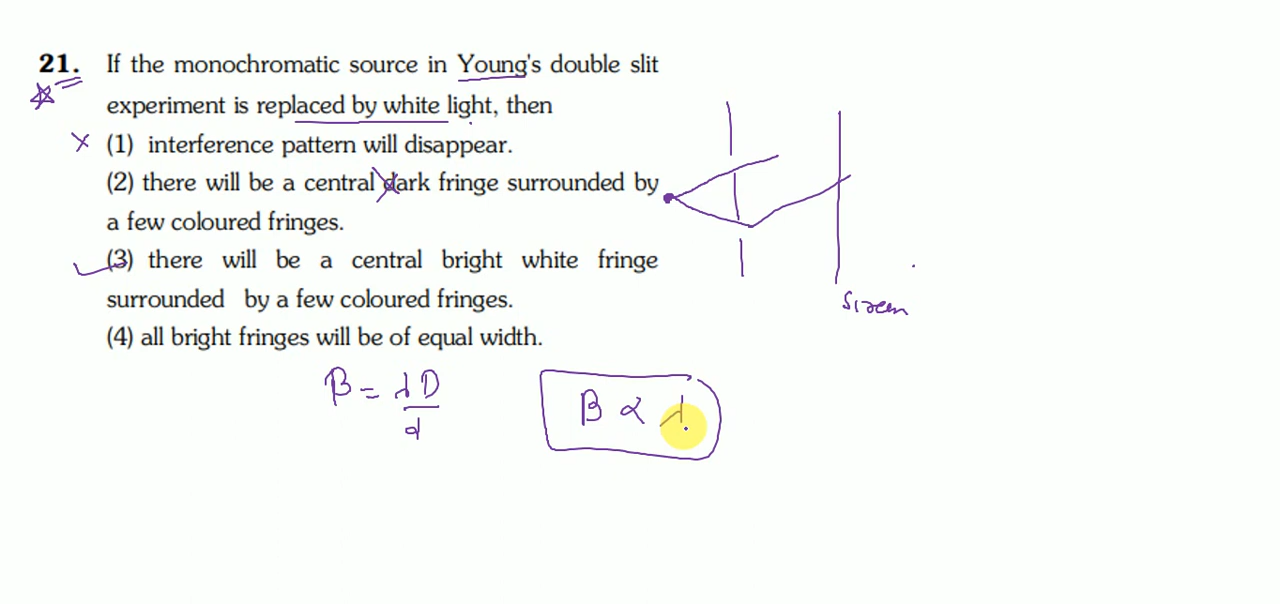 21. If the monochromatic source in Young's double slit
experiment is replaced by white light, then
(1) interference pattern will disappear.
(2) there will be a central dark fringe surrounded by
a few coloured fringes.
(3) there will be a central bright white fringe
surrounded by a few coloured fringes.
(4) all bright fringes will be of equal width.
Screen
β = λD
d
β ∝ λ